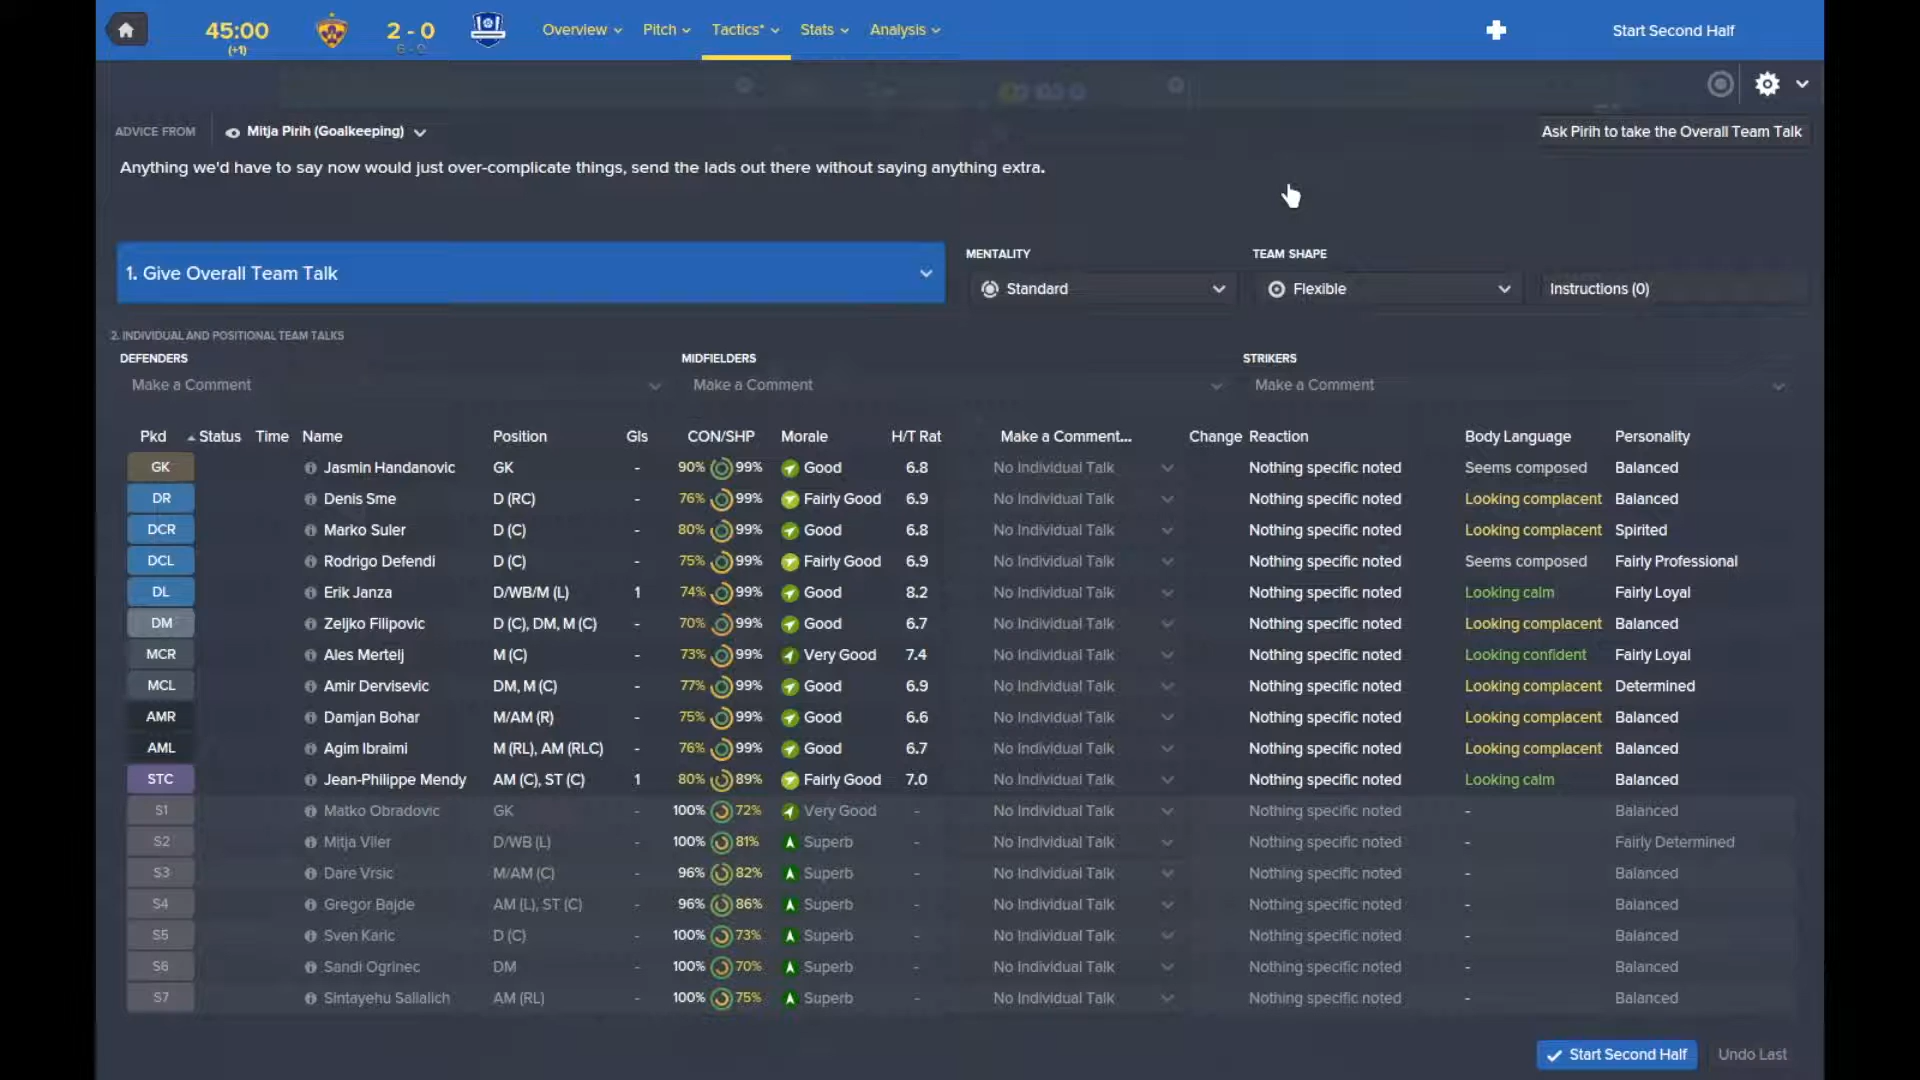 45:00
(+1)
2 - 0
6 - 0
Overview
Pitch
Tactics*
Stats
Analysis
Start Second Half
ADVICE FROM
Mitja Pirih (Goalkeeping)
Ask Pirih to take the Overall Team Talk
Anything we'd have to say now would just over-complicate things, send the lads out there without saying anything extra.
1. Give Overall Team Talk
MENTALITY
Standard
TEAM SHAPE
Flexible
Instructions (0)
2. INDIVIDUAL AND POSITIONAL TEAM TALKS
DEFENDERS MIDFIELDERS STRIKERS
Make a Comment Make a Comment Make a Comment
Pkd Status Time Name Position Gls CON/SHP Morale H/T Rat Make a Comment... Change Reaction Body Language Personality
GK Jasmin Handanovic GK - 90% 99% Good 6.8 No Individual Talk Nothing specific noted Seems composed Balanced
DR Denis Sme D (RC) - 76% 99% Fairly Good 6.9 No Individual Talk Nothing specific noted Looking complacent Balanced
DCR Marko Suler D (C) - 80% 99% Good 6.8 No Individual Talk Nothing specific noted Looking complacent Spirited
DCL Rodrigo Defendi D (C) - 75% 99% Fairly Good 6.9 No Individual Talk Nothing specific noted Seems composed Fairly Professional
DL Erik Janza D/WB/M (L) 1 74% 99% Good 8.2 No Individual Talk Nothing specific noted Looking calm Fairly Loyal
DM Zeljko Filipovic D (C), DM, M (C) - 70% 99% Good 6.7 No Individual Talk Nothing specific noted Looking complacent Balanced
MCR Ales Mertelj M (C) - 73% 99% Very Good 7.4 No Individual Talk Nothing specific noted Looking confident Fairly Loyal
MCL Amir Dervisevic DM, M (C) - 77% 99% Good 6.9 No Individual Talk Nothing specific noted Looking complacent Determined
AMR Damjan Bohar M/AM (R) - 75% 99% Good 6.6 No Individual Talk Nothing specific noted Looking complacent Balanced
AML Agim Ibraimi M (RL), AM (RLC) - 76% 99% Good 6.7 No Individual Talk Nothing specific noted Looking complacent Balanced
STC Jean-Philippe Mendy AM (C), ST (C) 1 80% 89% Fairly Good 7.0 No Individual Talk Nothing specific noted Looking calm Balanced
S1 Matko Obradovic GK - 100% 72% Very Good - No Individual Talk Nothing specific noted - Balanced
S2 Mitja Viler D/WB (L) - 100% 81% Superb - No Individual Talk Nothing specific noted - Fairly Determined
S3 Dare Vrsic M/AM (C) - 96% 82% Superb - No Individual Talk Nothing specific noted - Balanced
S4 Gregor Bajde AM (L), ST (C) - 96% 86% Superb - No Individual Talk Nothing specific noted - Balanced
S5 Sven Karic D (C) - 100% 73% Superb - No Individual Talk Nothing specific noted - Balanced
S6 Sandi Ogrinec DM - 100% 70% Superb - No Individual Talk Nothing specific noted - Balanced
S7 Sintayehu Sallalich AM (RL) - 100% 75% Superb - No Individual Talk Nothing specific noted - Balanced
Start Second Half
Undo Last